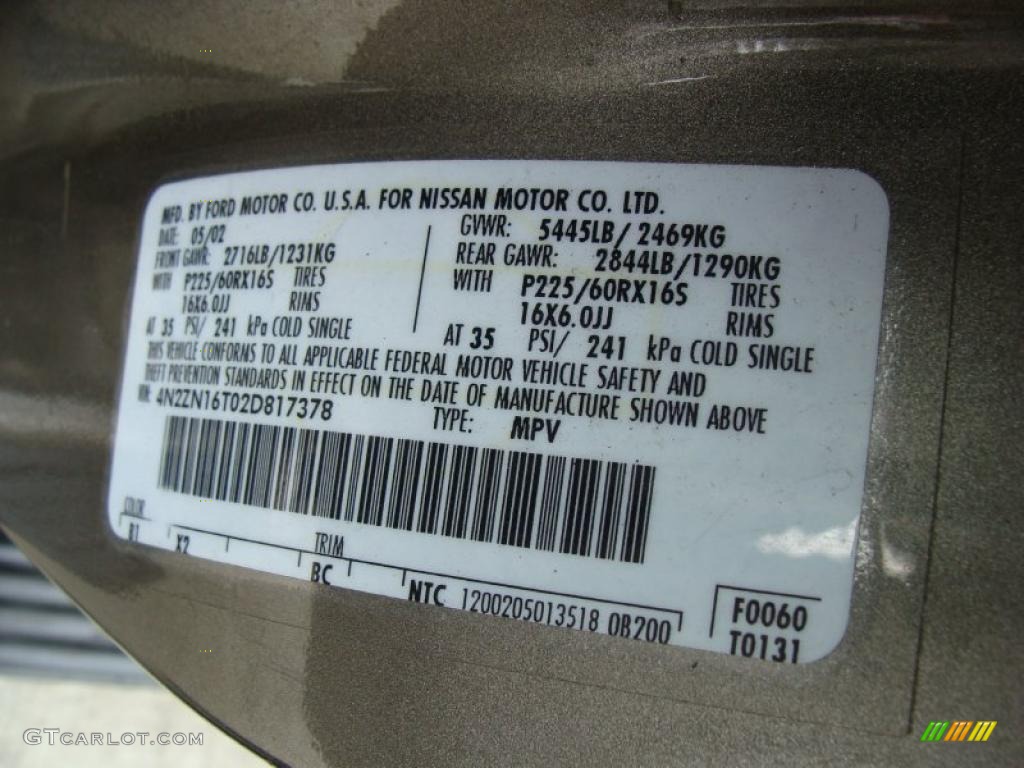 MFD. BY FORD MOTOR CO. U.S.A. FOR NISSAN MOTOR CO. LTD.
DATE: 05/02 GVWR: 5445LB/ 2469KG
FRONT GAWR: 2716LB/1231KG REAR GAWR: 2844LB/1290KG
WITH P225/60RX16S TIRES WITH P225/60RX16S TIRES
16X6.0JJ RIMS 16X6.0JJ RIMS
AT 35 PSI/ 241 kPa COLD SINGLE AT 35 PSI/ 241 kPa COLD SINGLE
THIS VEHICLE CONFORMS TO ALL APPLICABLE FEDERAL MOTOR VEHICLE SAFETY AND
THEFT PREVENTION STANDARDS IN EFFECT ON THE DATE OF MANUFACTURE SHOWN ABOVE
VIN: 4N2ZN16T02D817378 TYPE: MPV
COLOR
B1 X2 TRIM
BC NTC 1200205013518 0B200 F0060
T0131
GTCARLOT.COM